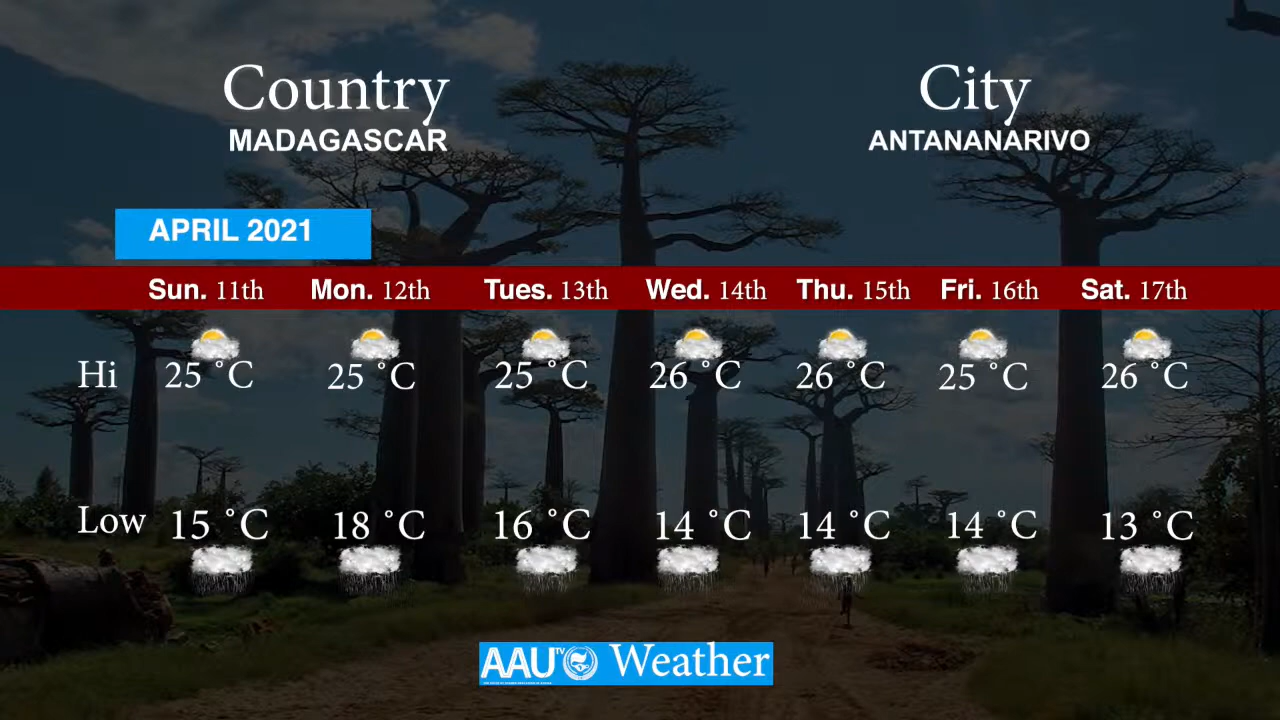 Country
MADAGASCAR
City
ANTANANARIVO
APRIL 2021
Sun. 11th Mon. 12th Tues. 13th Wed. 14th Thu. 15th Fri. 16th Sat. 17th
Hi 25 °C 25 °C 25 °C 26 °C 26 °C 25 °C 26 °C
Low 15 °C 18 °C 16 °C 14 °C 14 °C 14 °C 13 °C
AAU TV Weather